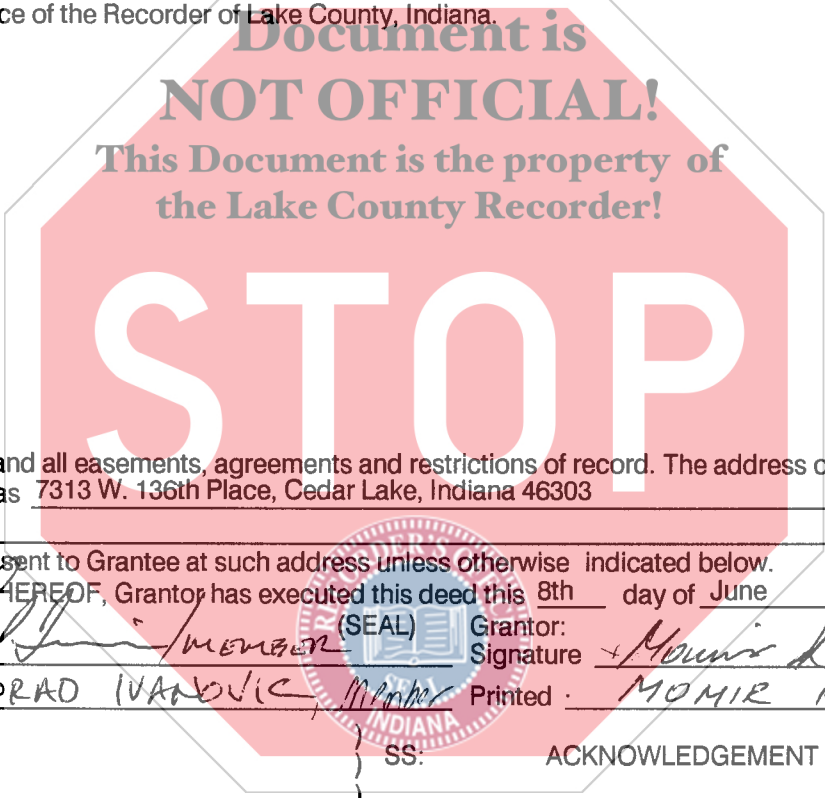 ce of the Recorder of Lake County, Indiana.
Document is
NOT OFFICIAL!
This Document is the property of
the Lake County Recorder!
STOP
and all easements, agreements and restrictions of record. The address o
as 7313 W. 136th Place, Cedar Lake, Indiana 46303
sent to Grantee at such address unless otherwise indicated below.
HEREOF, Grantor has executed this deed this 8th day of June
/MEMBER (SEAL) Grantor:
Signature x Momir
RAD IVANOVIC, Member Printed MOMIR
RECORDER'S OFFICE
SEAL
INDIANA
) SS: ACKNOWLEDGEMENT
)